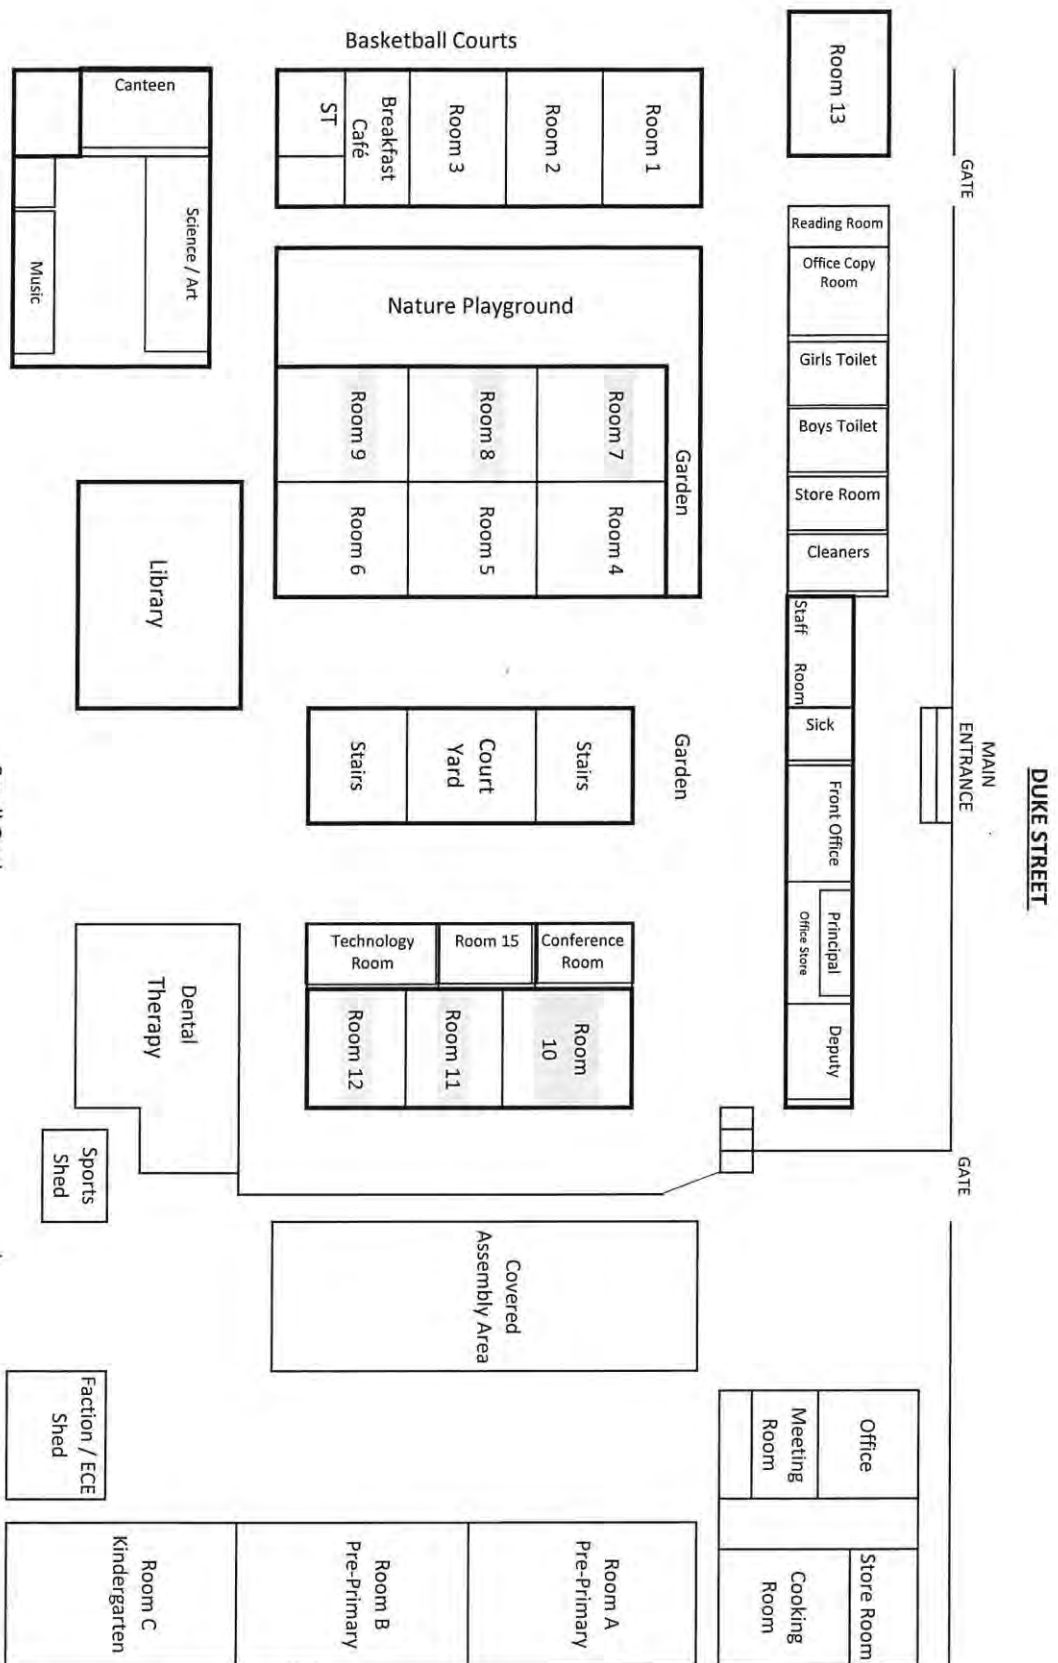 Basketball Courts
Room 13
Canteen
ST
Breakfast
Café
Room 3
Room 2
Room 1
GATE
Science / Art
Music
Reading Room
Office Copy
Room
Nature Playground
Girls Toilet
Room 9
Room 8
Room 7
Garden
Boys Toilet
Store Room
Room 6
Room 5
Room 4
Cleaners
Library
Staff Room
Sick
MAIN
ENTRANCE
DUKE STREET
Stairs
Court
Yard
Stairs
Garden
Front Office
Principal
Office Store
Technology
Room
Room 15
Conference
Room
Dental
Therapy
Room 12
Room 11
Room
10
Deputy
Sports
Shed
GATE
Covered
Assembly Area
Faction / ECE
Shed
Meeting
Room
Office
Room C
Kindergarten
Room B
Pre-Primary
Room A
Pre-Primary
Cooking
Room
Store Room